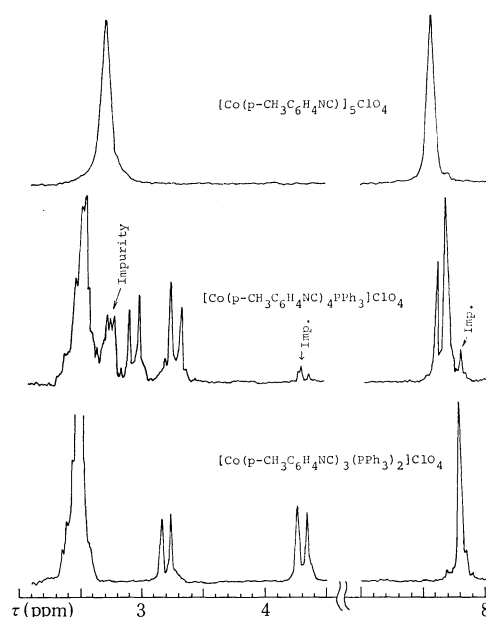 [Co(p-CH3C6H4NC)]5ClO4
Impurity
[Co(p-CH3C6H4NC)4PPh3]ClO4
Imp.
Imp.
[Co(p-CH3C6H4NC)3(PPh3)2]ClO4
τ (ppm) 3 4 8